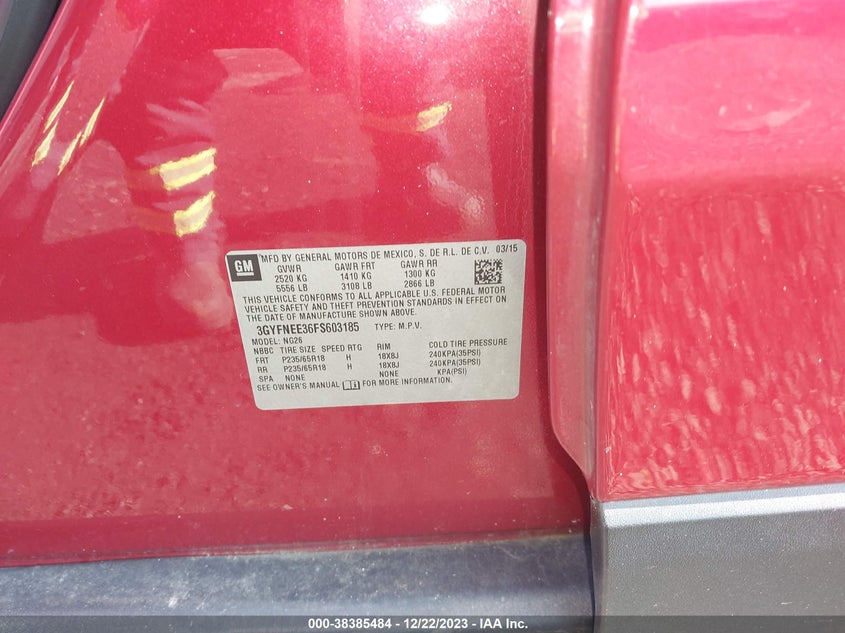 GM
MFD BY GENERAL MOTORS DE MEXICO, S. DE R.L. DE C.V. 03/15
GVWR GAWR FRT GAWR RR
2520 KG 1410 KG 1300 KG
5556 LB 3108 LB 2866 LB
THIS VEHICLE CONFORMS TO ALL APPLICABLE U.S. FEDERAL MOTOR
VEHICLE SAFETY AND THEFT PREVENTION STANDARDS IN EFFECT ON
THE DATE OF MANUFACTURE SHOWN ABOVE.
3GYFNEE36FS603185 TYPE: M.P.V.
MODEL: NG26
NBBC TIRE SIZE SPEED RTG RIM COLD TIRE PRESSURE
FRT P235/65R18 H 18X8J 240KPA(35PSI)
RR P235/65R18 H 18X8J 240KPA(35PSI)
SPA NONE NONE KPA(PSI)
SEE OWNER'S MANUAL FOR MORE INFORMATION.
000-38385484 - 12/22/2023 - IAA Inc.